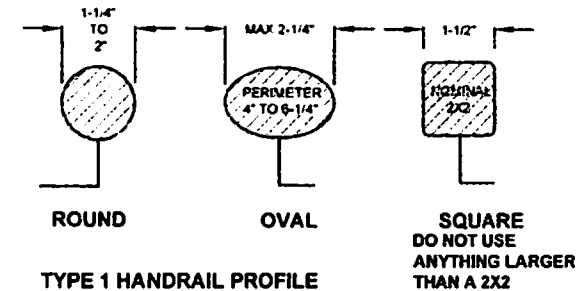 1-1/4"
TO
2"
MAX 2-1/4"
1-1/2"
PERIMETER
4" TO 6-1/4"
NOMINAL
2X2
ROUND
OVAL
SQUARE
DO NOT USE
ANYTHING LARGER
THAN A 2X2
TYPE 1 HANDRAIL PROFILE